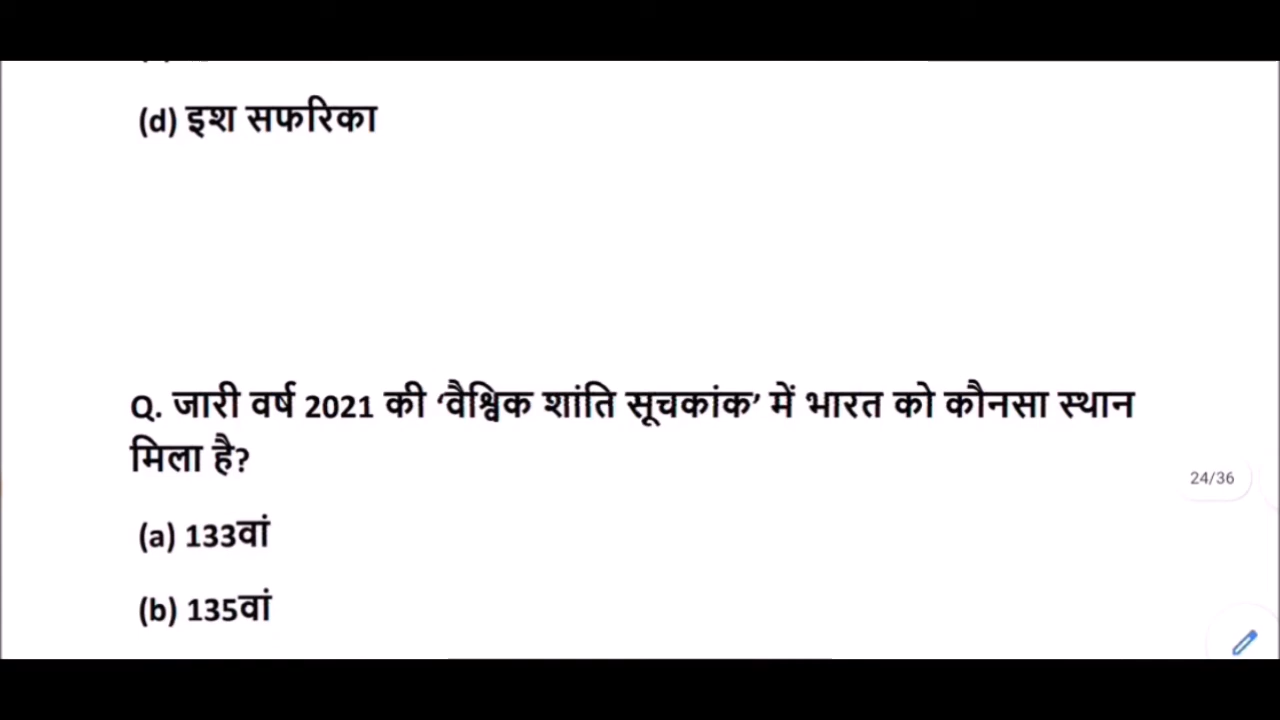 (d) इश सफरिका
Q. जारी वर्ष 2021 की ‘वैश्विक शांति सूचकांक’ में भारत को कौनसा स्थान
मिला है?
24/36
(a) 133वां
(b) 135वां